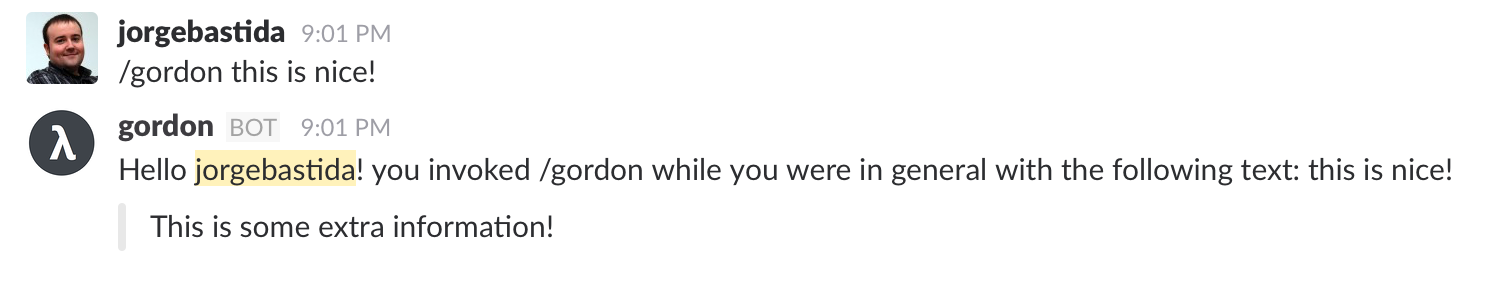 jorgebastida 9:01 PM
/gordon this is nice!
λ
gordon BOT 9:01 PM
Hello jorgebastida! you invoked /gordon while you were in general with the following text: this is nice!
This is some extra information!